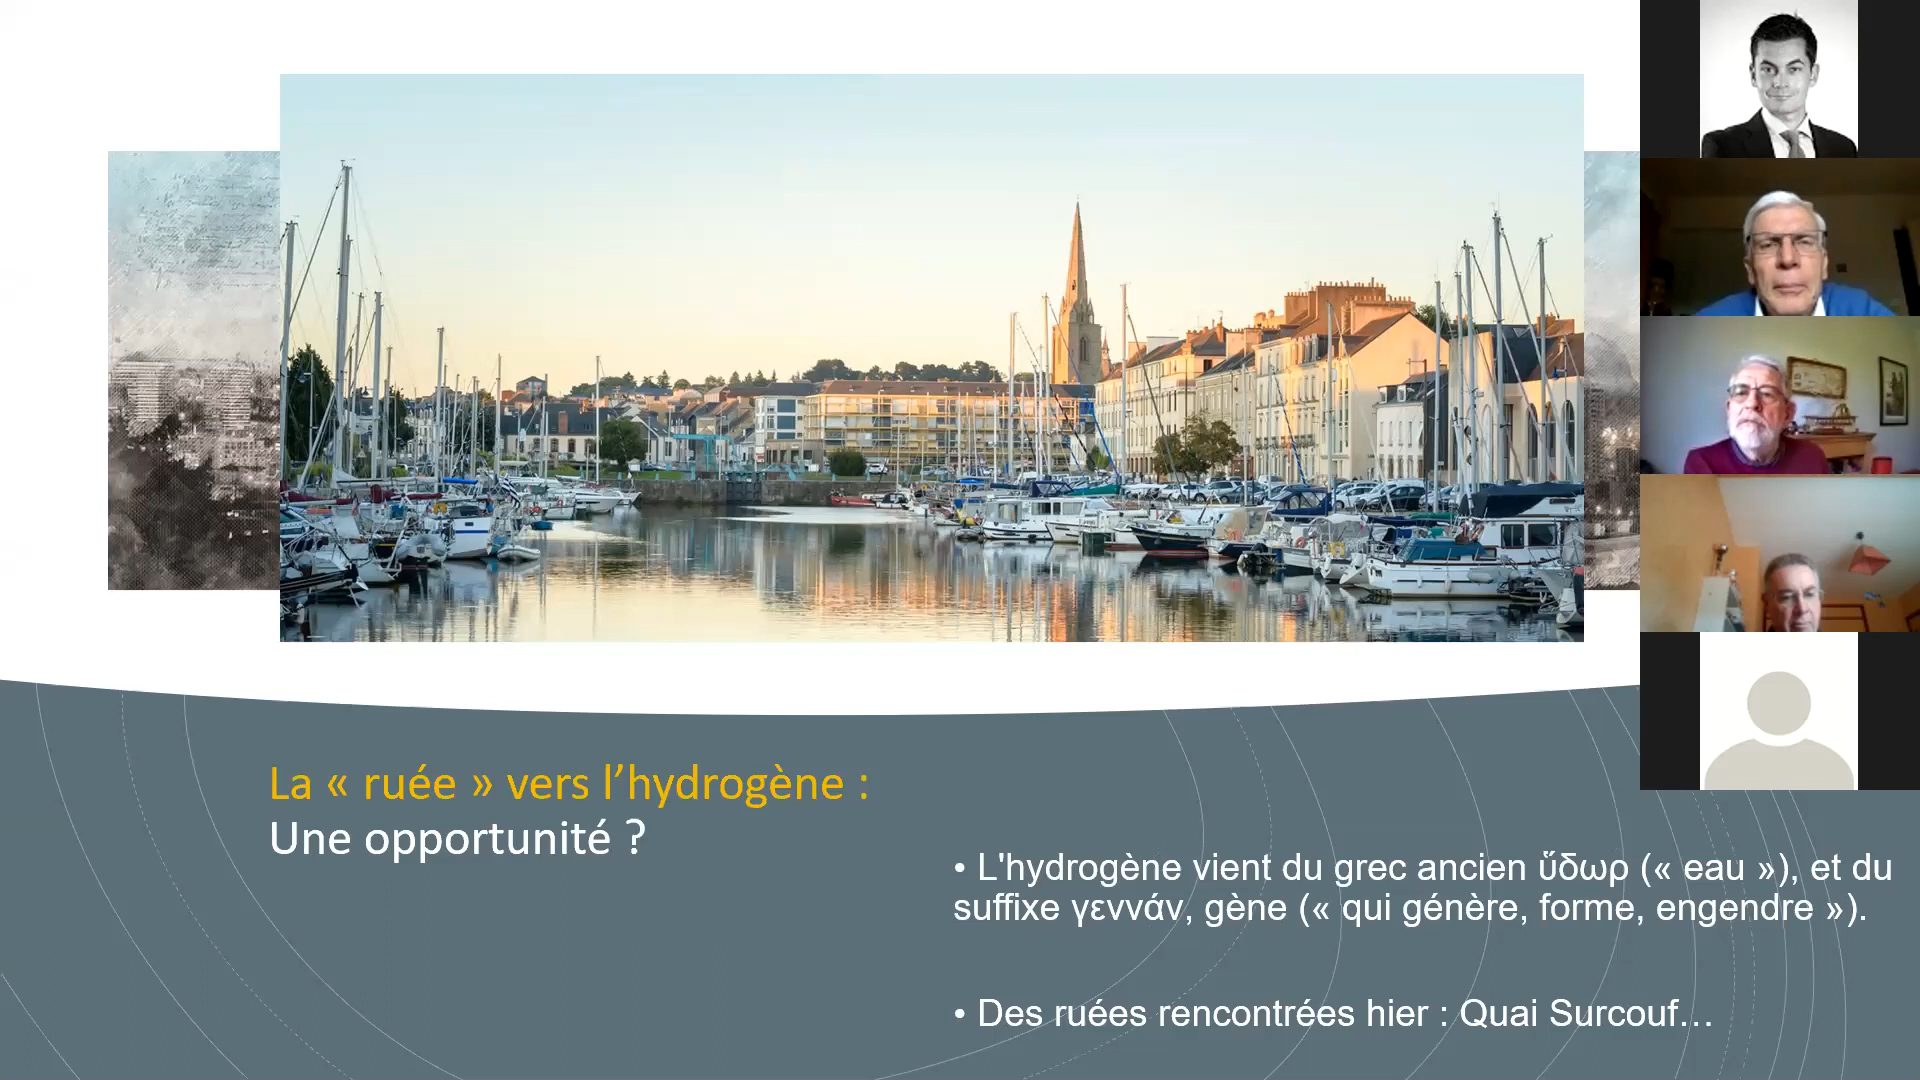 La « ruée » vers l’hydrogène :
Une opportunité ?
• L'hydrogène vient du grec ancien ὕδωρ (« eau »), et du
suffixe γεννάν, gène (« qui génère, forme, engendre »).
• Des ruées rencontrées hier : Quai Surcouf…